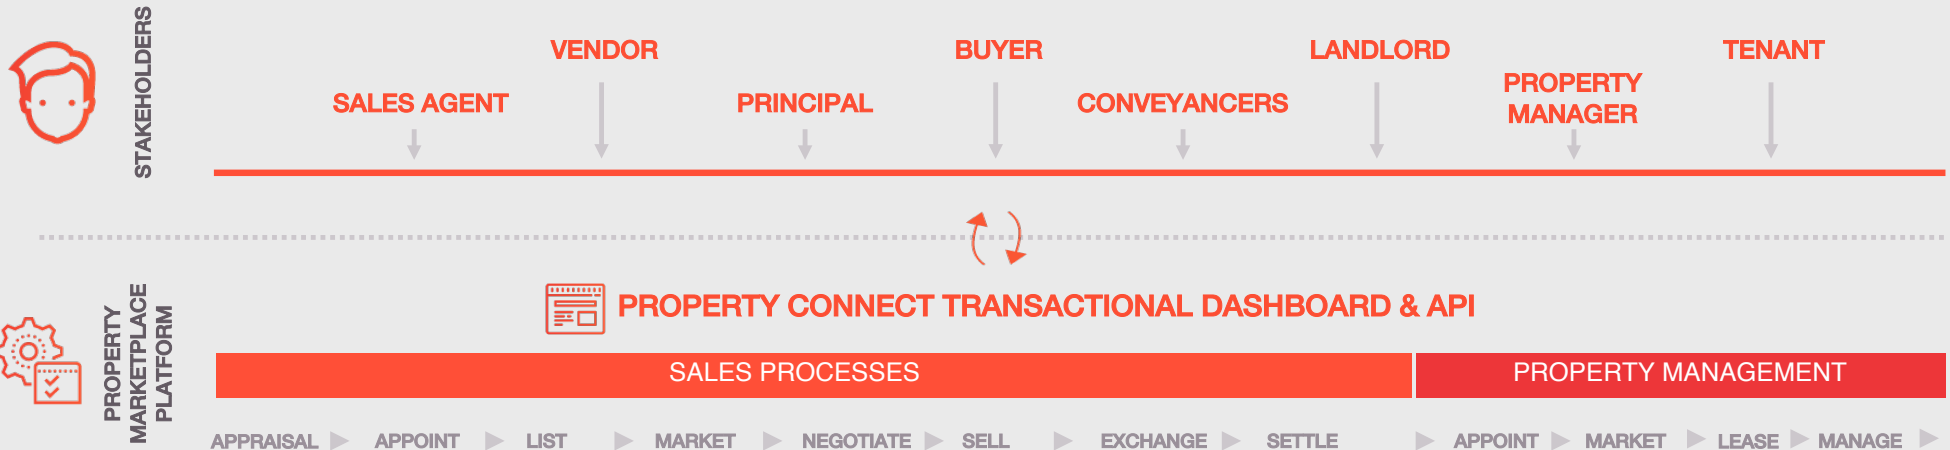 STAKEHOLDERS
VENDOR
BUYER
LANDLORD
TENANT
SALES AGENT
PRINCIPAL
CONVEYANCERS
PROPERTY
MANAGER
PROPERTY
MARKETPLACE
PLATFORM
PROPERTY CONNECT TRANSACTIONAL DASHBOARD & API
SALES PROCESSES
PROPERTY MANAGEMENT
APPRAISAL
APPOINT
LIST
MARKET
NEGOTIATE
SELL
EXCHANGE
SETTLE
APPOINT
MARKET
LEASE
MANAGE